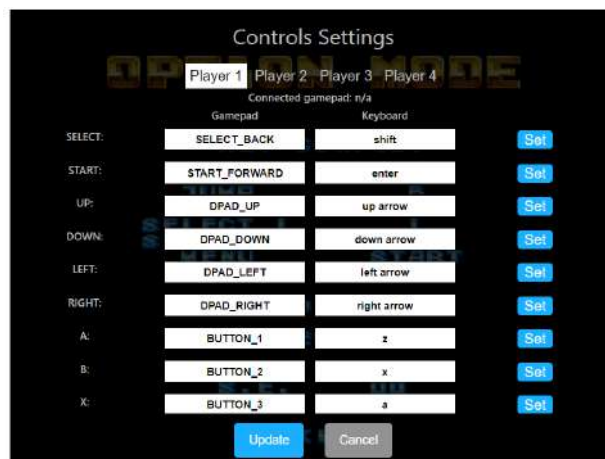 Controls Settings
OPTION MODE
Player 1 Player 2 Player 3 Player 4
Connected gamepad: n/a
Gamepad Keyboard
SELECT: SELECT_BACK shift Set
START: START_FORWARD enter Set
UP: DPAD_UP up arrow Set
DOWN: DPAD_DOWN down arrow Set
LEFT: DPAD_LEFT left arrow Set
RIGHT: DPAD_RIGHT right arrow Set
A: BUTTON_1 z Set
B: BUTTON_2 x Set
X: BUTTON_3 a Set
Update Cancel